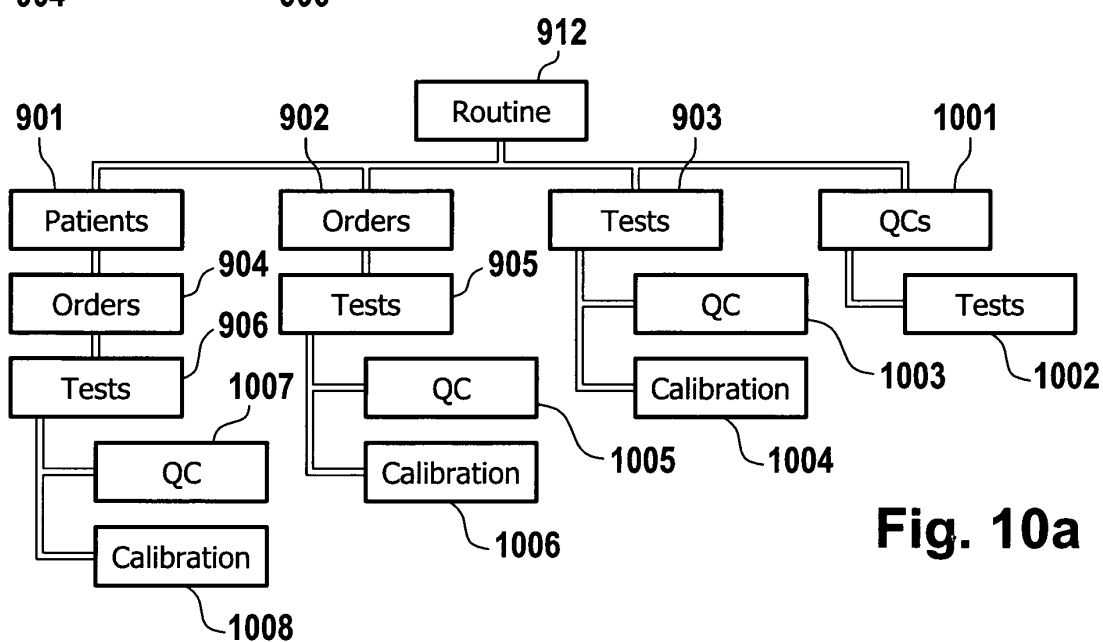 912
Routine
901
902
903
1001
Patients
Orders
Tests
QCs
904
905
Orders
Tests
QC
Tests
906
1003
1002
Tests
1007
QC
Calibration
1005
1004
QC
Calibration
1006
Calibration
1008
Fig. 10a